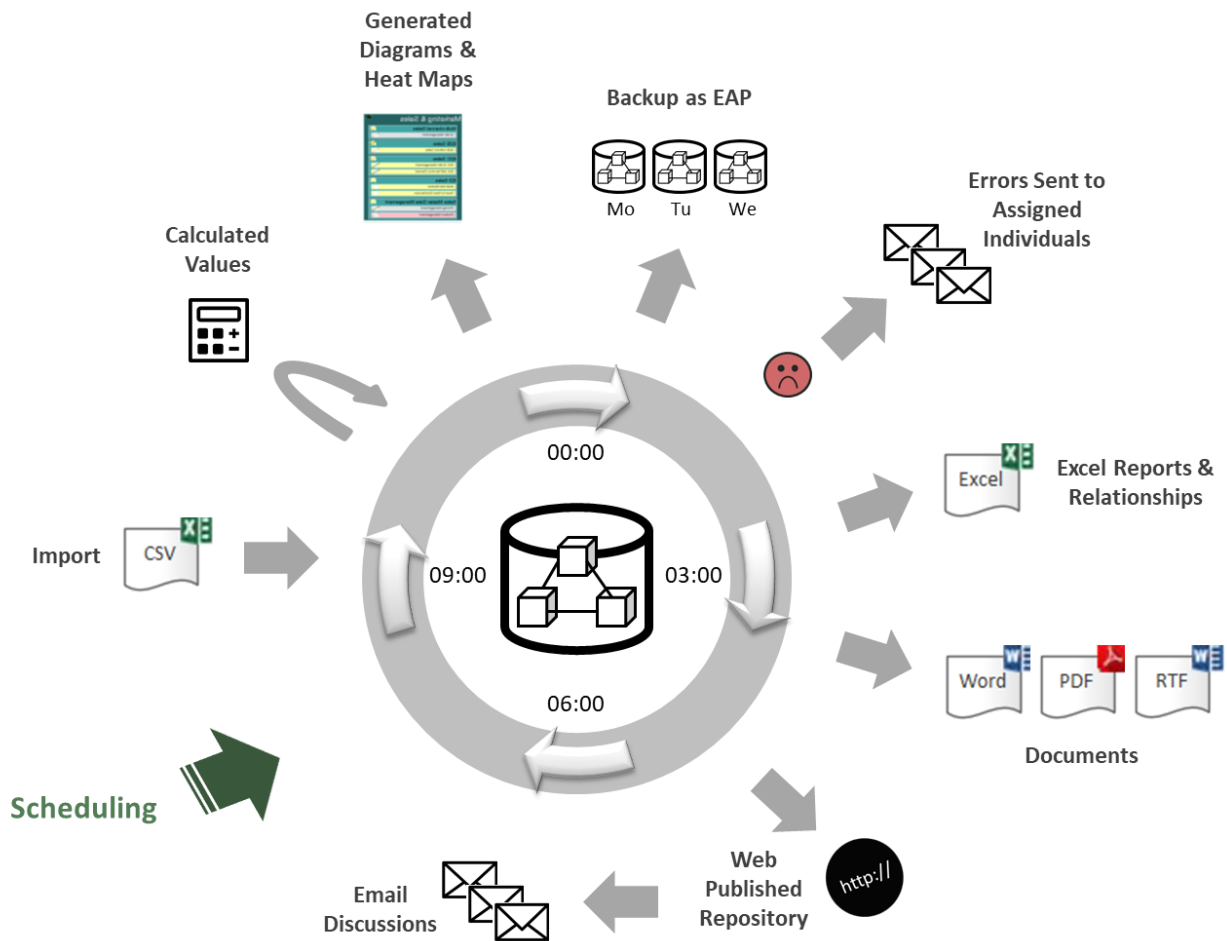 Generated
Diagrams &
Heat Maps
Backup as EAP
Mo Tu We
Errors Sent to
Assigned
Individuals
Calculated
Values
00:00
Excel
Excel Reports &
Relationships
Import
CSV
09:00
03:00
Word
PDF
RTF
Documents
06:00
Scheduling
Web
Published
Repository
http://
Email
Discussions